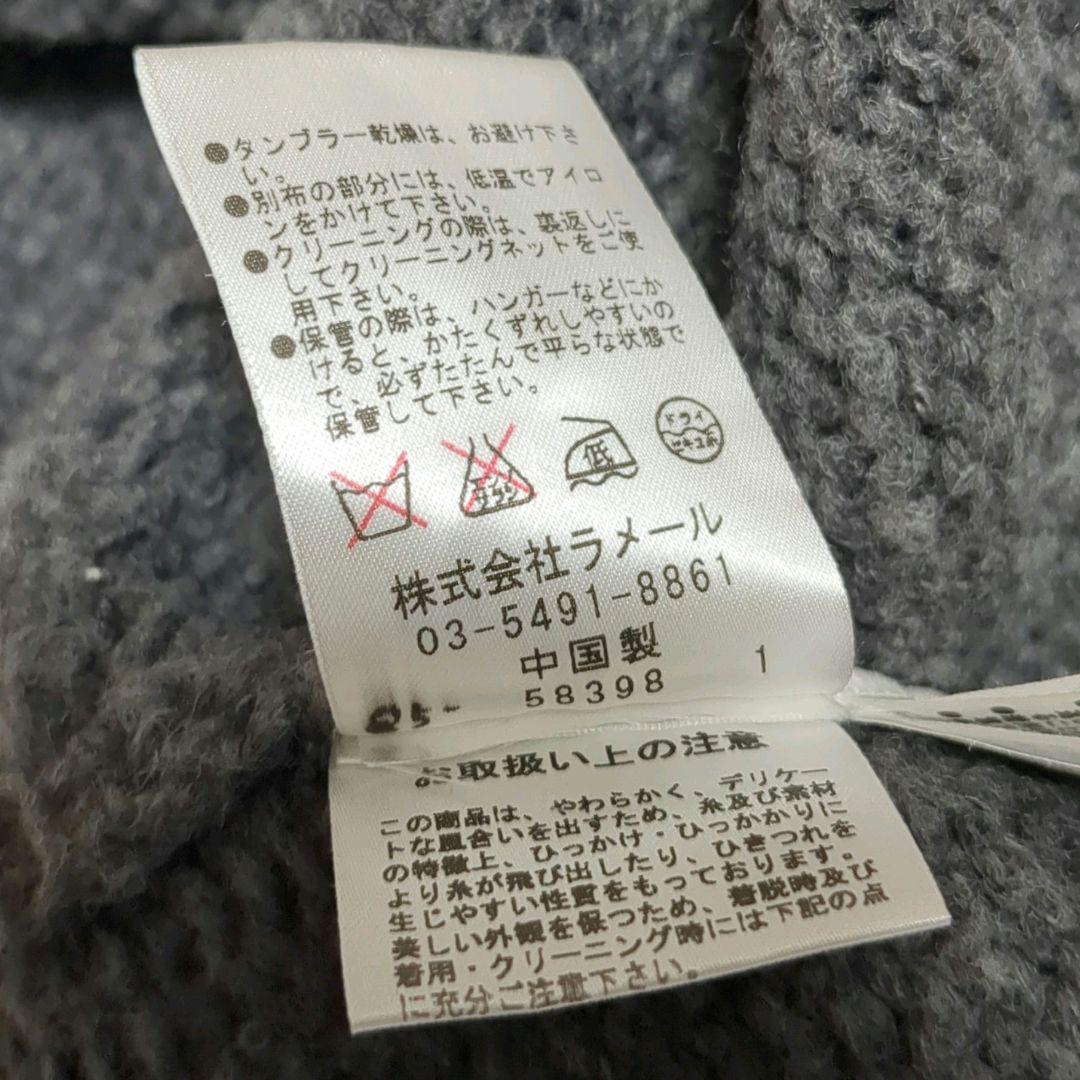 ●タンブラー乾燥は、お避け下さ
い。
●別布の部分には、低温でアイロ
ンをかけて下さい。
●クリーニングの際は、裏返しに
してクリーニングネットをご使
用下さい。
●保管の際は、ハンガーなどにか
けると、かたくずれしやすいの
で、必ずたたんで平らな状態で
保管して下さい。
エンソ
サラシ
低
ドライ
セキユ系
株式会社ラメール
03-5491-8861
中国製
58398 1
お取扱い上の注意
この商品は、やわらかく、デリケー
トな風合いを出すため、糸及び素材
の特徴上、ひっかけ・ひっかかりに
より糸が飛び出したり、ひきつれを
生じやすい性質をもっております。
美しい外観を保つため、着脱時及び
着用・クリーニング時には下記の点
に充分ご注意下さい。